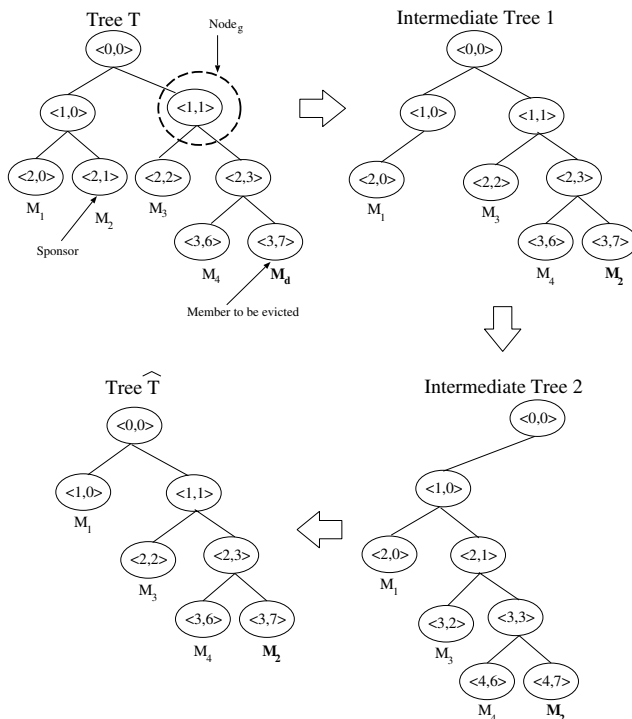 Tree T
Node_g
Intermediate Tree 1
<0,0>
<1,0>
<1,1>
<2,0>
<2,1>
<2,2>
<2,3>
M_1
M_2
M_3
<3,6>
<3,7>
Sponsor
M_4
M_d
Member to be evicted
<0,0>
<1,0>
<1,1>
<2,0>
<2,2>
<2,3>
M_1
M_3
<3,6>
<3,7>
M_4
M_2
Tree T̂
Intermediate Tree 2
<0,0>
<1,0>
<1,1>
M_1
<2,2>
<2,3>
M_3
<3,6>
<3,7>
M_4
M_2
<0,0>
<1,0>
<2,0>
<2,1>
M_1
<3,2>
<3,3>
M_3
<4,6>
<4,7>
M_4
M_2